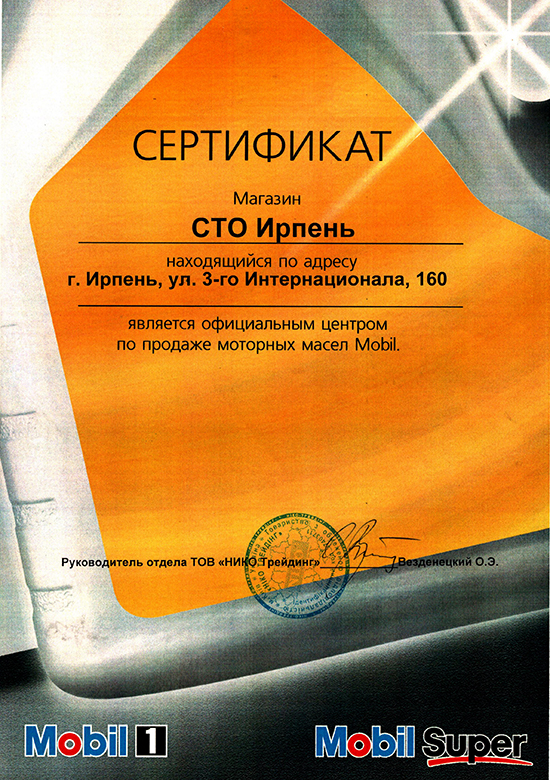 СЕРТИФИКАТ
Магазин
СТО Ирпень
находящийся по адресу
г. Ирпень, ул. 3-го Интернационала, 160
является официальным центром
по продаже моторных масел Mobil.
Руководитель отдела ТОВ «НИКО Трейдинг» Везденецкий О.Э.
Mobil 1
Mobil Super